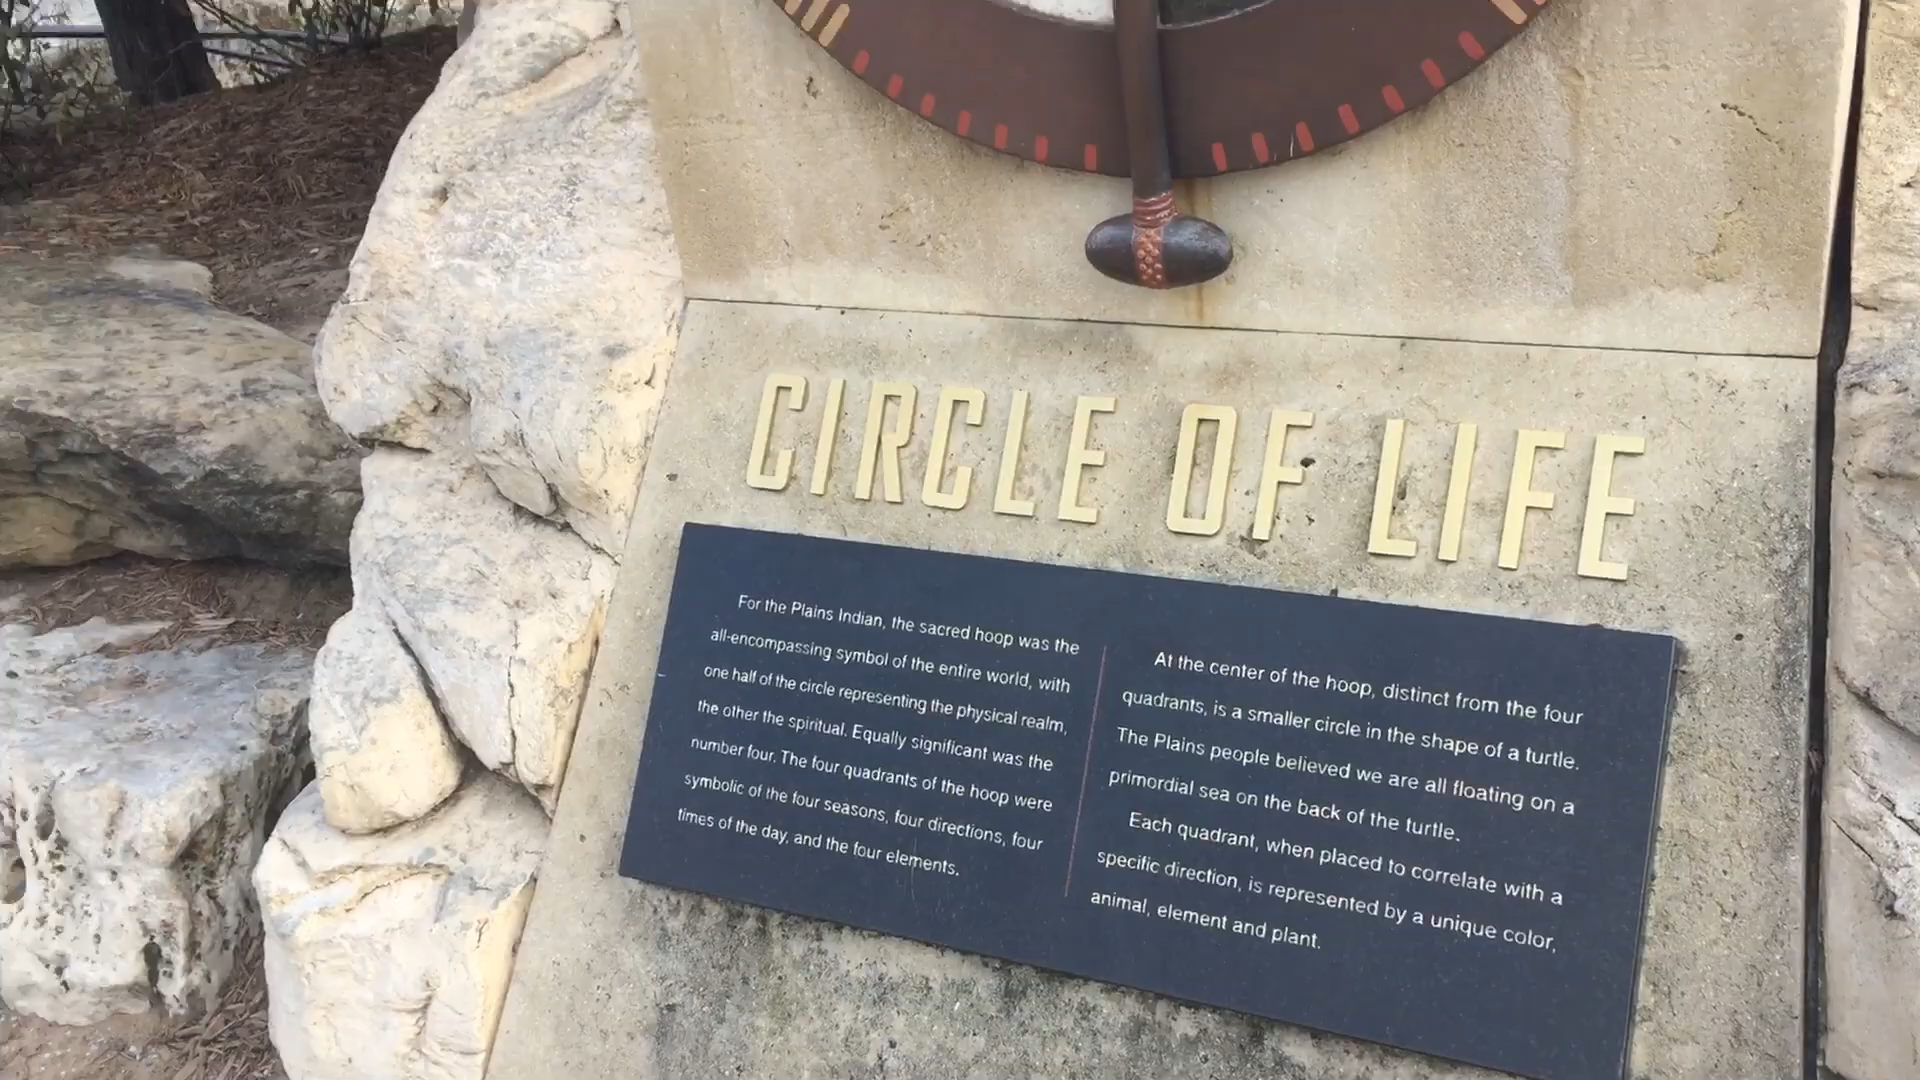 CIRCLE OF LIFE
For the Plains Indian, the sacred hoop was the
all-encompassing symbol of the entire world, with
one half of the circle representing the physical realm,
the other the spiritual. Equally significant was the
number four. The four quadrants of the hoop were
symbolic of the four seasons, four directions, four
times of the day, and the four elements.
At the center of the hoop, distinct from the four
quadrants, is a smaller circle in the shape of a turtle.
The Plains people believed we are all floating on a
primordial sea on the back of the turtle.
Each quadrant, when placed to correlate with a
specific direction, is represented by a unique color,
animal, element and plant.